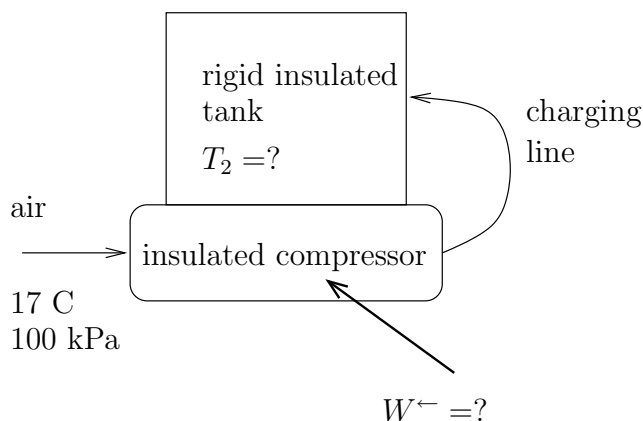 rigid insulated
tank
T₂ =?
charging
line
air
insulated compressor
17 C
100 kPa
W← =?